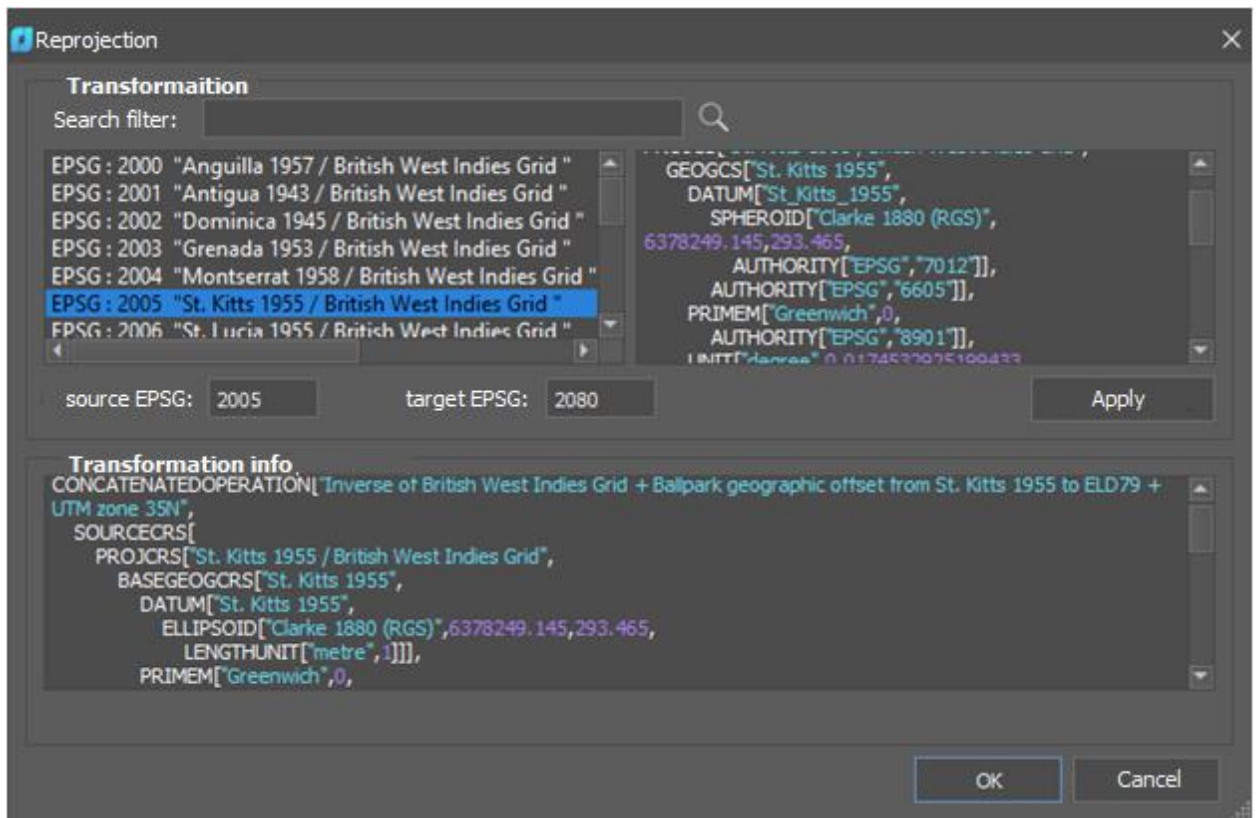 Reprojection
Transformaition
Search filter:
EPSG : 2000 "Anguilla 1957 / British West Indies Grid "
EPSG : 2001 "Antigua 1943 / British West Indies Grid "
EPSG : 2002 "Dominica 1945 / British West Indies Grid "
EPSG : 2003 "Grenada 1953 / British West Indies Grid "
EPSG : 2004 "Montserrat 1958 / British West Indies Grid "
EPSG : 2005 "St. Kitts 1955 / British West Indies Grid "
EPSG : 2006 "St. Lucia 1955 / British West Indies Grid "
GEOGCS["St. Kitts 1955",
DATUM["St_Kitts_1955",
SPHEROID["Clarke 1880 (RGS)",
6378249.145,293.465,
AUTHORITY["EPSG","7012"]],
AUTHORITY["EPSG","6605"]],
PRIMEM["Greenwich",0,
AUTHORITY["EPSG","8901"]],
UNIT["degree",0.0174532925199433
source EPSG: 2005 target EPSG: 2080 Apply
Transformation info
CONCATENATEDOPERATION["Inverse of British West Indies Grid + Ballpark geographic offset from St. Kitts 1955 to ELD79 +
UTM zone 35N",
SOURCECRS[
PROJCRS["St. Kitts 1955 / British West Indies Grid",
BASEGEOGCRS["St. Kitts 1955",
DATUM["St. Kitts 1955",
ELLIPSOID["Clarke 1880 (RGS)",6378249.145,293.465,
LENGTHUNIT["metre",1]]],
PRIMEM["Greenwich",0,
OK Cancel